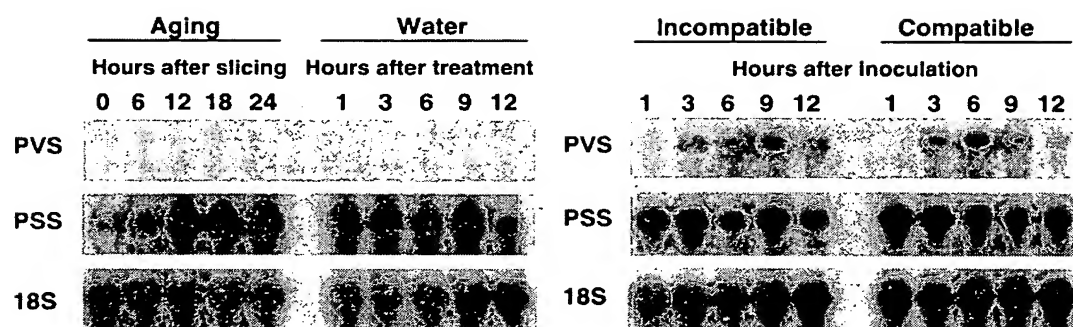 Aging Water Incompatible Compatible
Hours after slicing Hours after treatment Hours after Inoculation
0 6 12 18 24 1 3 6 9 12 1 3 6 9 12 1 3 6 9 12
PVS PVS
PSS PSS
18S 18S